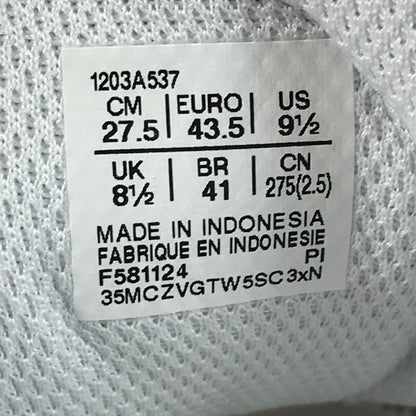 1203A537
CM | EURO | US
27.5 | 43.5 | 9½
UK | BR | CN
8½ | 41 | 275(2.5)
MADE IN INDONESIA
FABRIQUE EN INDONESIE
F581124 PI
35MCZVGTW5SC3xN